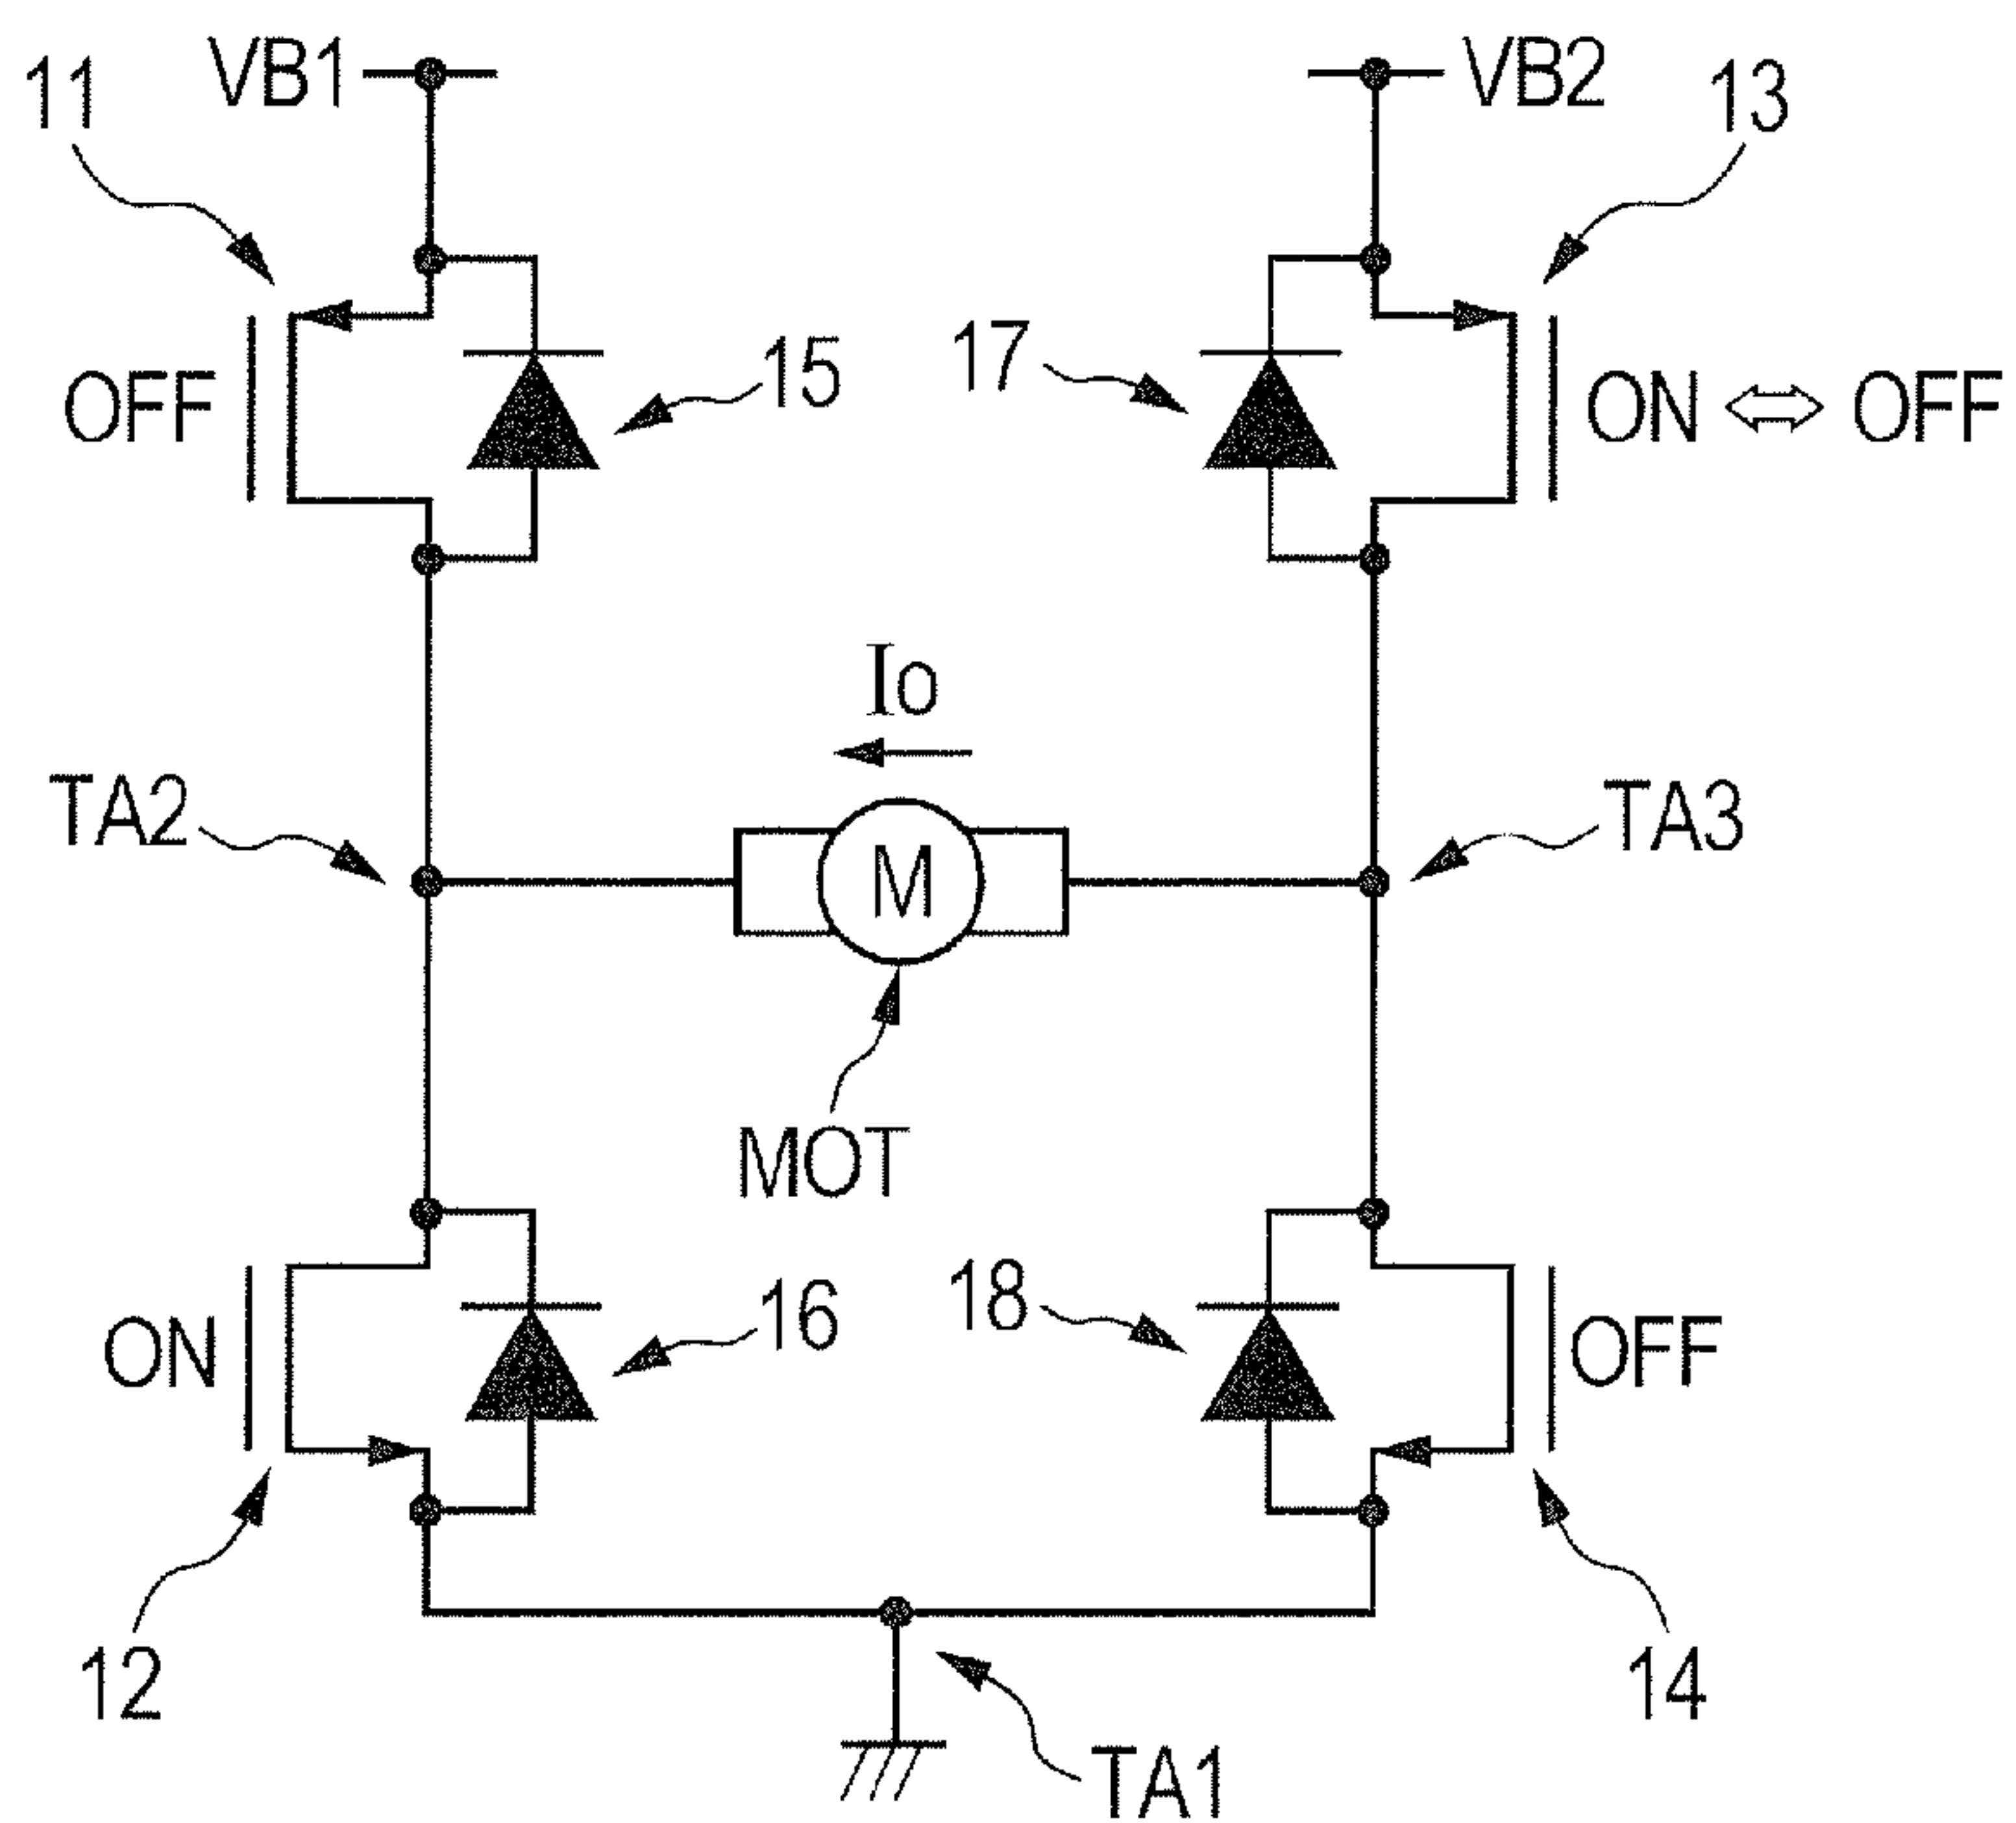 VB1
VB2
11
13
OFF
15
17
ON ⇔ OFF
Io
TA2
TA3
M
MOT
ON
16
18
OFF
12
14
TA1